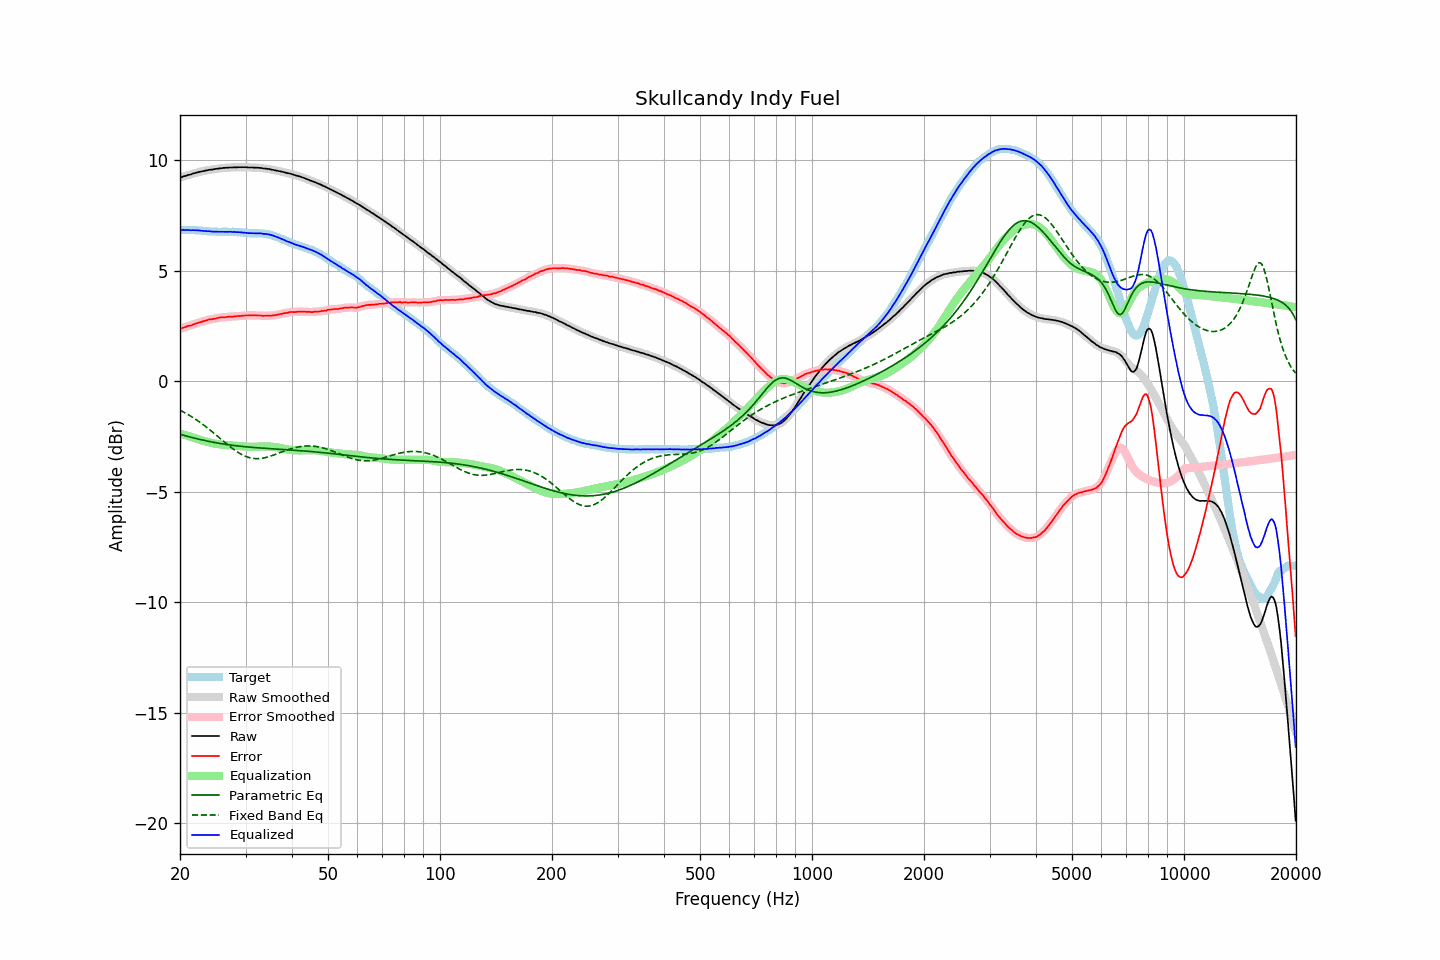 Skullcandy Indy Fuel
Amplitude (dBr)
10
5
0
−5
−10
−15
−20
Target
Raw Smoothed
Error Smoothed
Raw
Error
Equalization
Parametric Eq
Fixed Band Eq
Equalized
20 50 100 200 500 1000 2000 5000 10000 20000
Frequency (Hz)